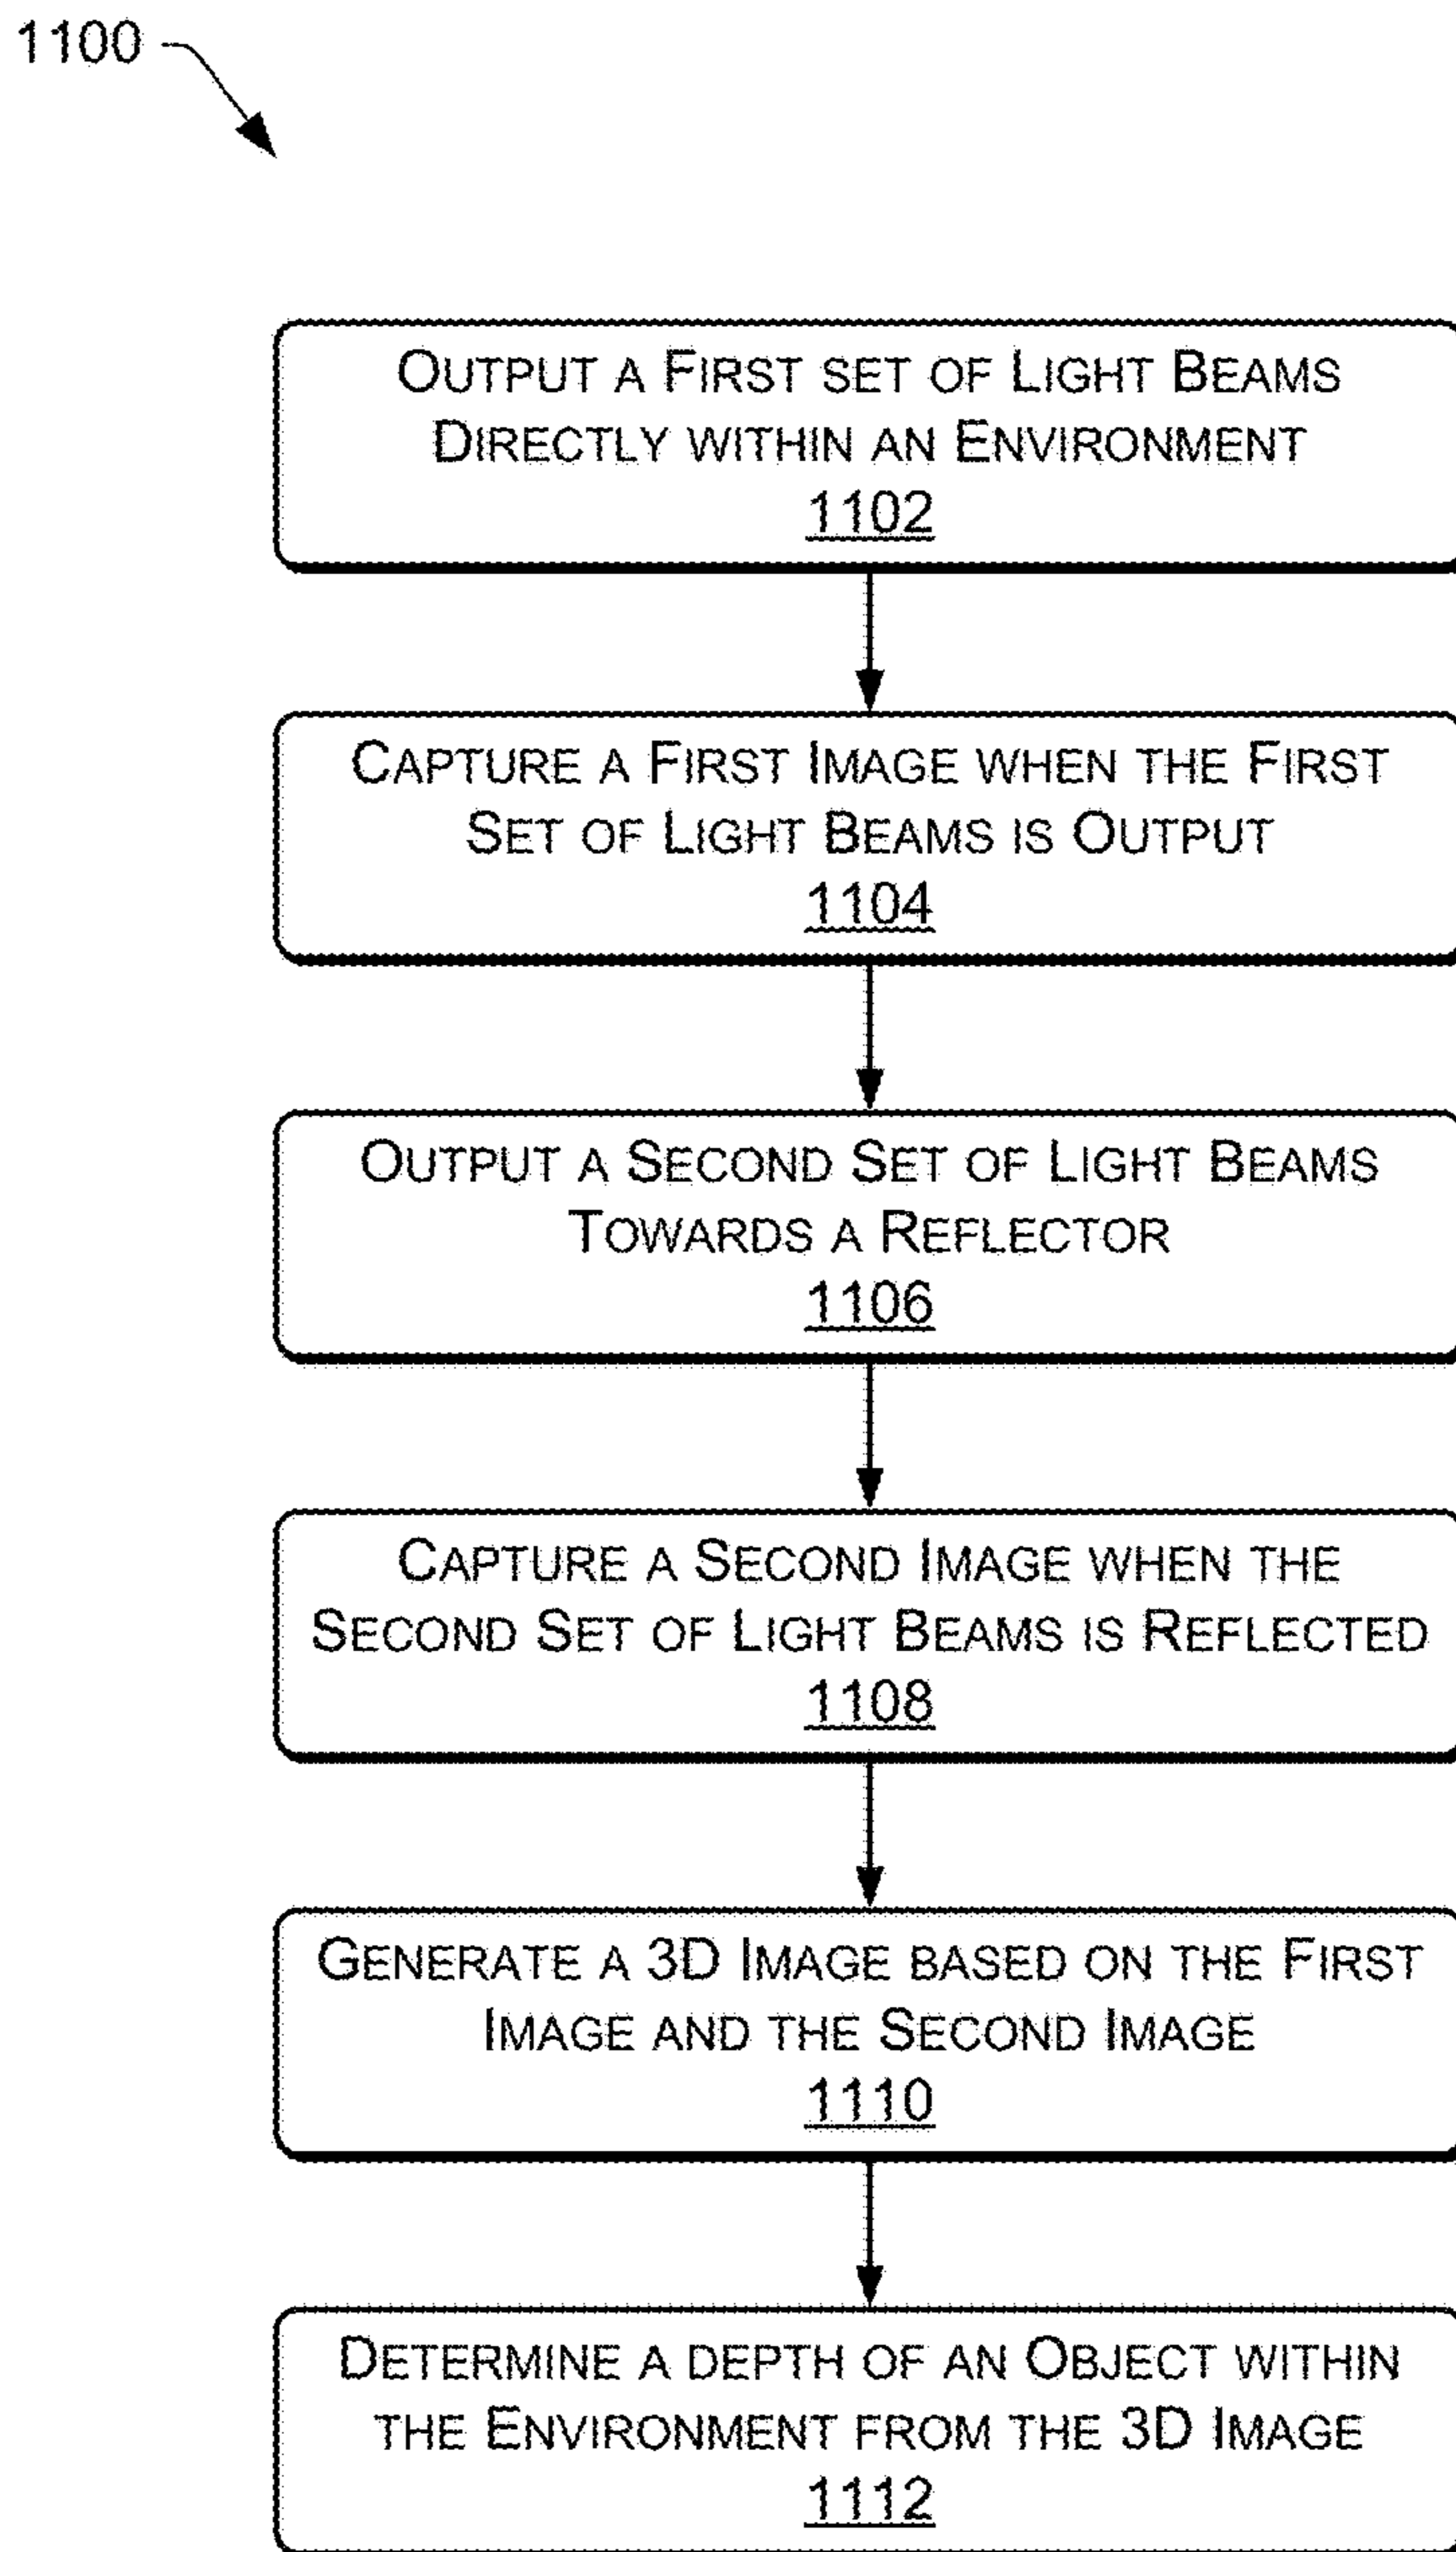 1100
OUTPUT A FIRST SET OF LIGHT BEAMS
DIRECTLY WITHIN AN ENVIRONMENT
1102
CAPTURE A FIRST IMAGE WHEN THE FIRST
SET OF LIGHT BEAMS IS OUTPUT
1104
OUTPUT A SECOND SET OF LIGHT BEAMS
TOWARDS A REFLECTOR
1106
CAPTURE A SECOND IMAGE WHEN THE
SECOND SET OF LIGHT BEAMS IS REFLECTED
1108
GENERATE A 3D IMAGE BASED ON THE FIRST
IMAGE AND THE SECOND IMAGE
1110
DETERMINE A DEPTH OF AN OBJECT WITHIN
THE ENVIRONMENT FROM THE 3D IMAGE
1112